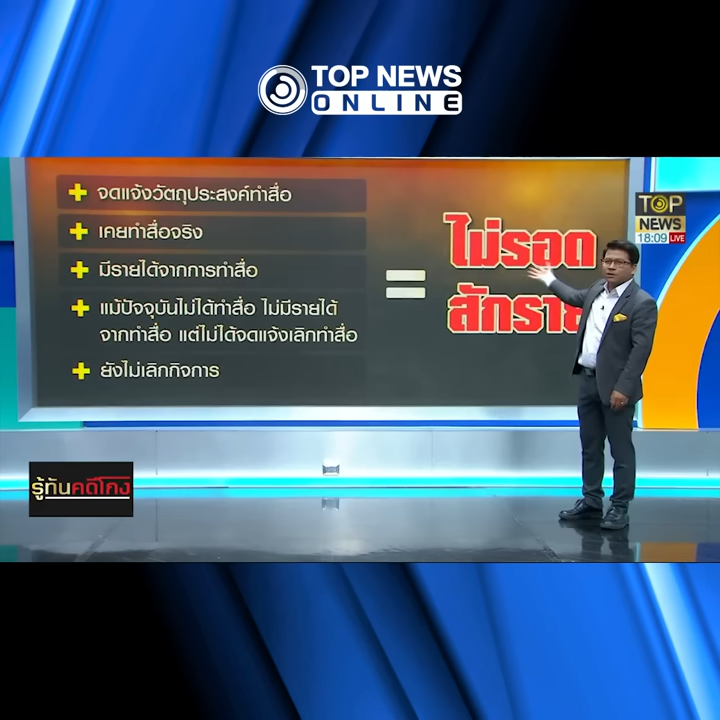 TOP NEWS
ONLINE
จดแจ้งวัตถุประสงค์ทำสื่อ
เคยทำสื่อจริง
มีรายได้จากการทำสื่อ
แม้ปัจจุบันไม่ได้ทำสื่อ ไม่มีรายได้
จากทำสื่อ แต่ไม่ได้จดแจ้งเลิกทำสื่อ
ยังไม่เลิกกิจการ
=
ไม่รอด
สักราย
TOP
NEWS
18:09 LIVE
รู้ทันคดีโกง